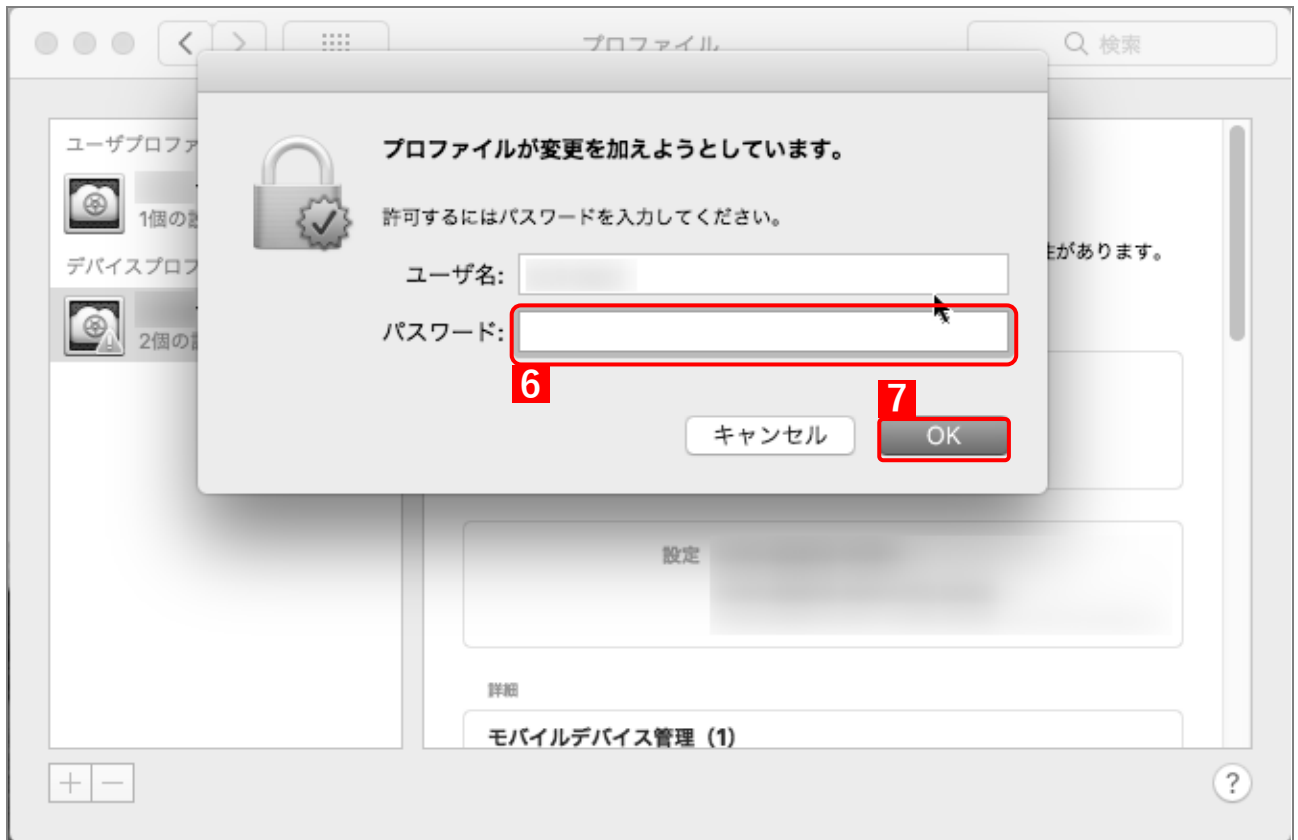 プロファイル
検索
ユーザプロファ
1個の
デバイスプロフ
2個の
プロファイルが変更を加えようとしています。
許可するにはパスワードを入力してください。
ユーザ名:
パスワード:
6
7
キャンセル
OK
性があります。
設定
詳細
モバイルデバイス管理（1）
?